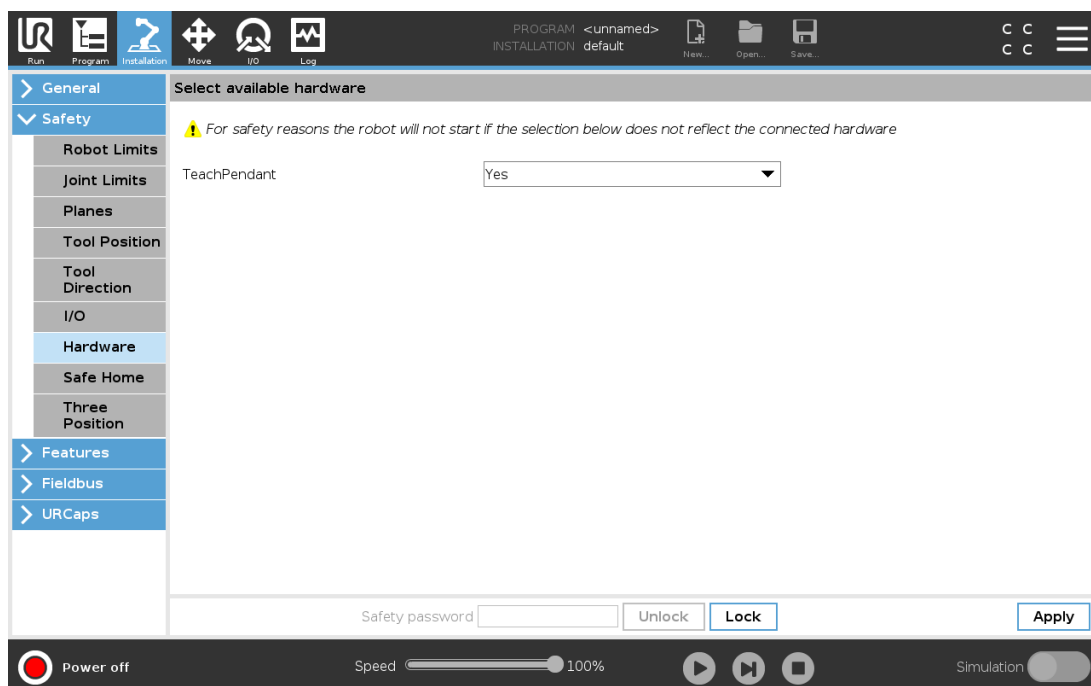 PROGRAM <unnamed>
INSTALLATION default
UR
Run Program Installation Move I/O Log New... Open... Save...
C C
C C
General
Safety
Robot Limits
Joint Limits
Planes
Tool Position
Tool
Direction
I/O
Hardware
Safe Home
Three
Position
Features
Fieldbus
URCaps
Select available hardware
For safety reasons the robot will not start if the selection below does not reflect the connected hardware
TeachPendant Yes
Safety password Unlock Lock Apply
Power off Speed 100% Simulation